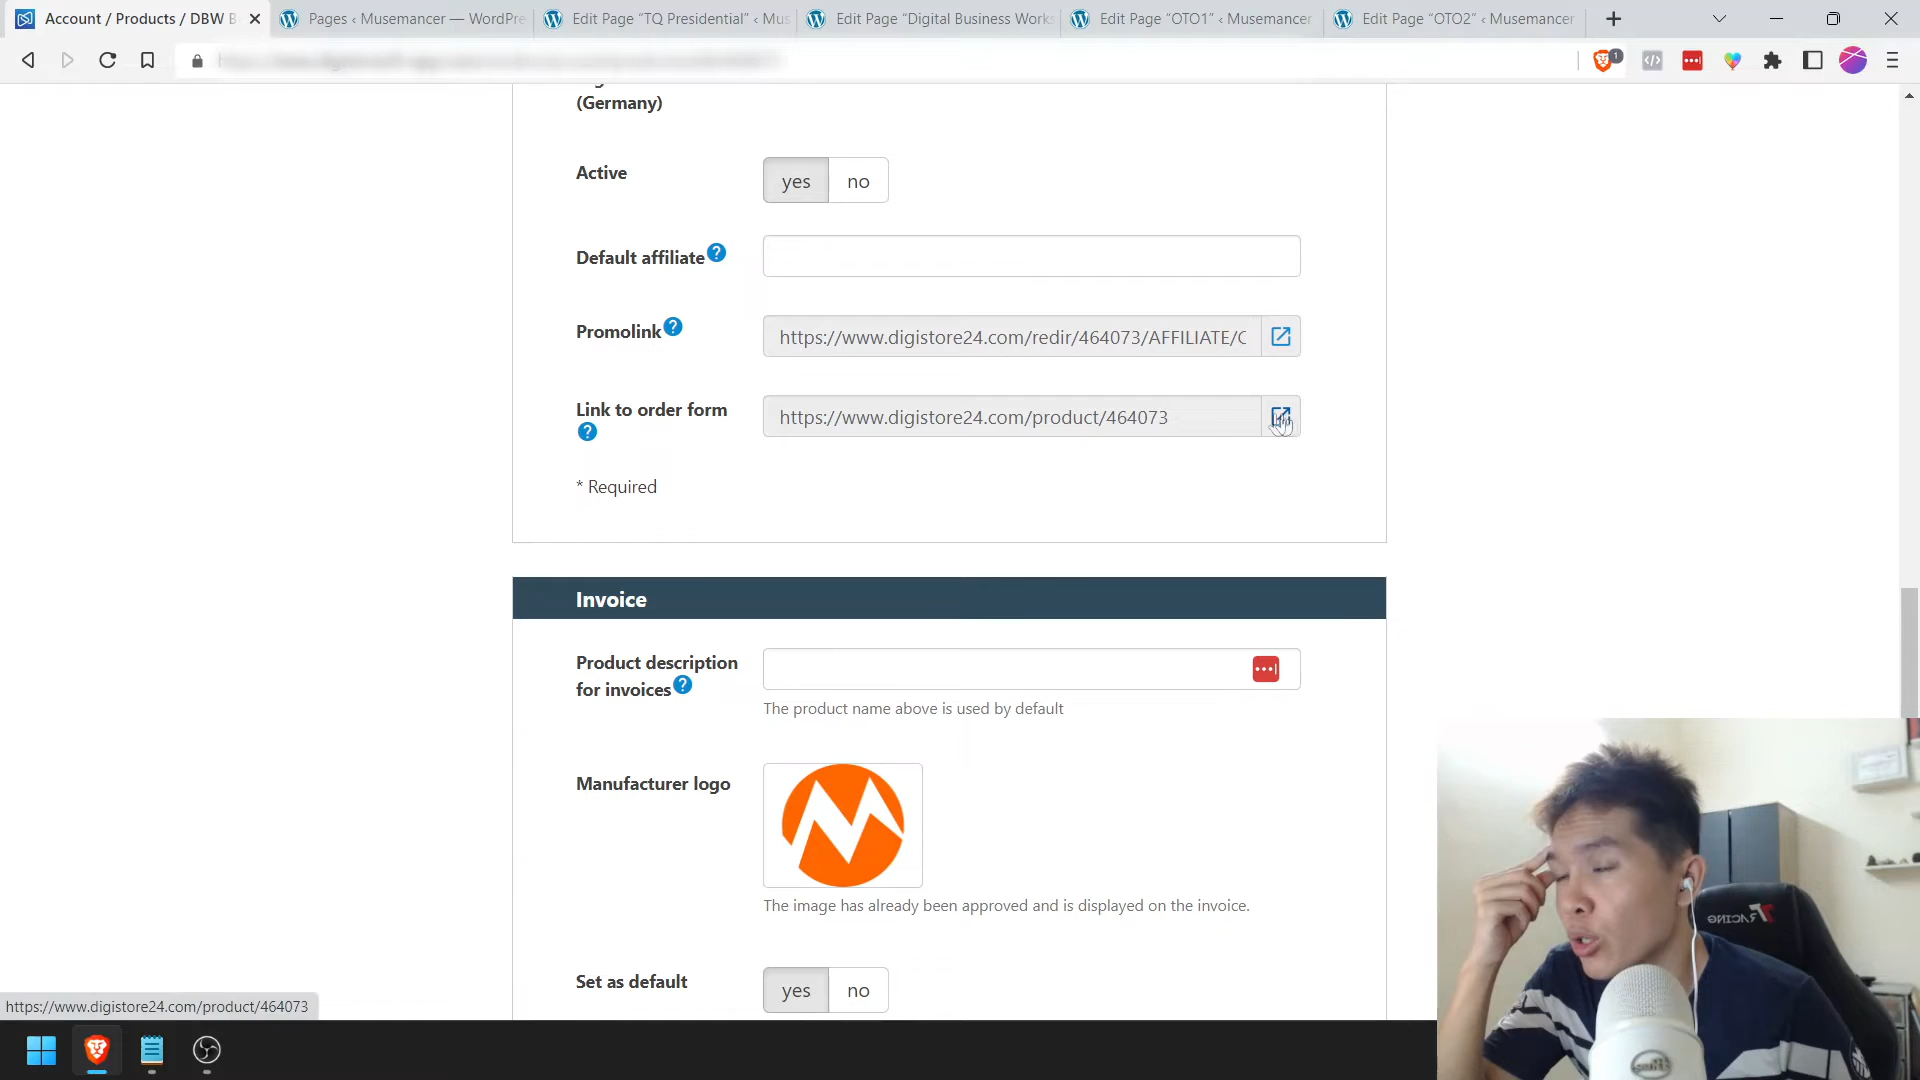 Account / Products / DBW B
Pages ‹ Musemancer — WordPre
Edit Page “TQ Presidential” ‹ Mus
Edit Page “Digital Business Works
Edit Page “OTO1” ‹ Musemancer
Edit Page “OTO2” ‹ Musemancer
1
(Germany)
Active
yes
no
Default affiliate
Promolink
https://www.digistore24.com/redir/464073/AFFILIATE/C
Link to order form
https://www.digistore24.com/product/464073
* Required
Invoice
Product description
for invoices
The product name above is used by default
Manufacturer logo
The image has already been approved and is displayed on the invoice.
Set as default
yes
no
https://www.digistore24.com/product/464073
RACING